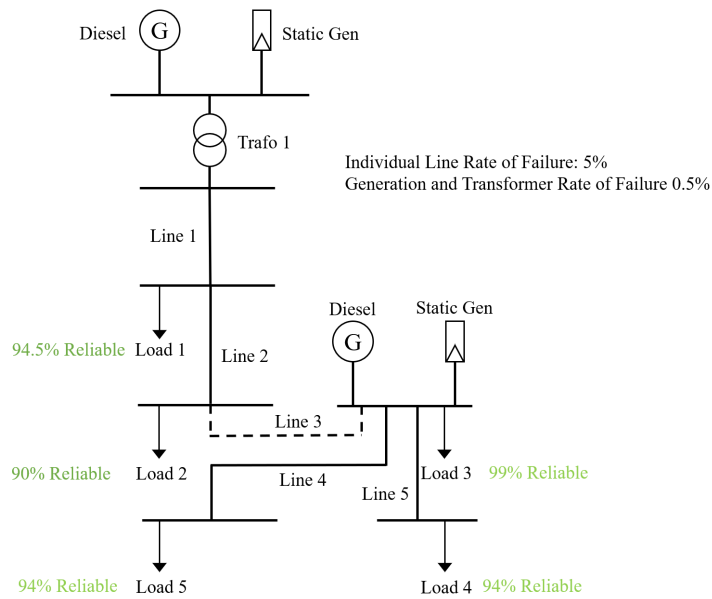 Diesel
G
Static Gen
Trafo 1
Individual Line Rate of Failure: 5%
Generation and Transformer Rate of Failure 0.5%
Line 1
Diesel
Static Gen
G
94.5% Reliable
Load 1
Line 2
Line 3
90% Reliable
Load 2
Line 4
Load 3
99% Reliable
Line 5
94% Reliable
Load 5
Load 4
94% Reliable